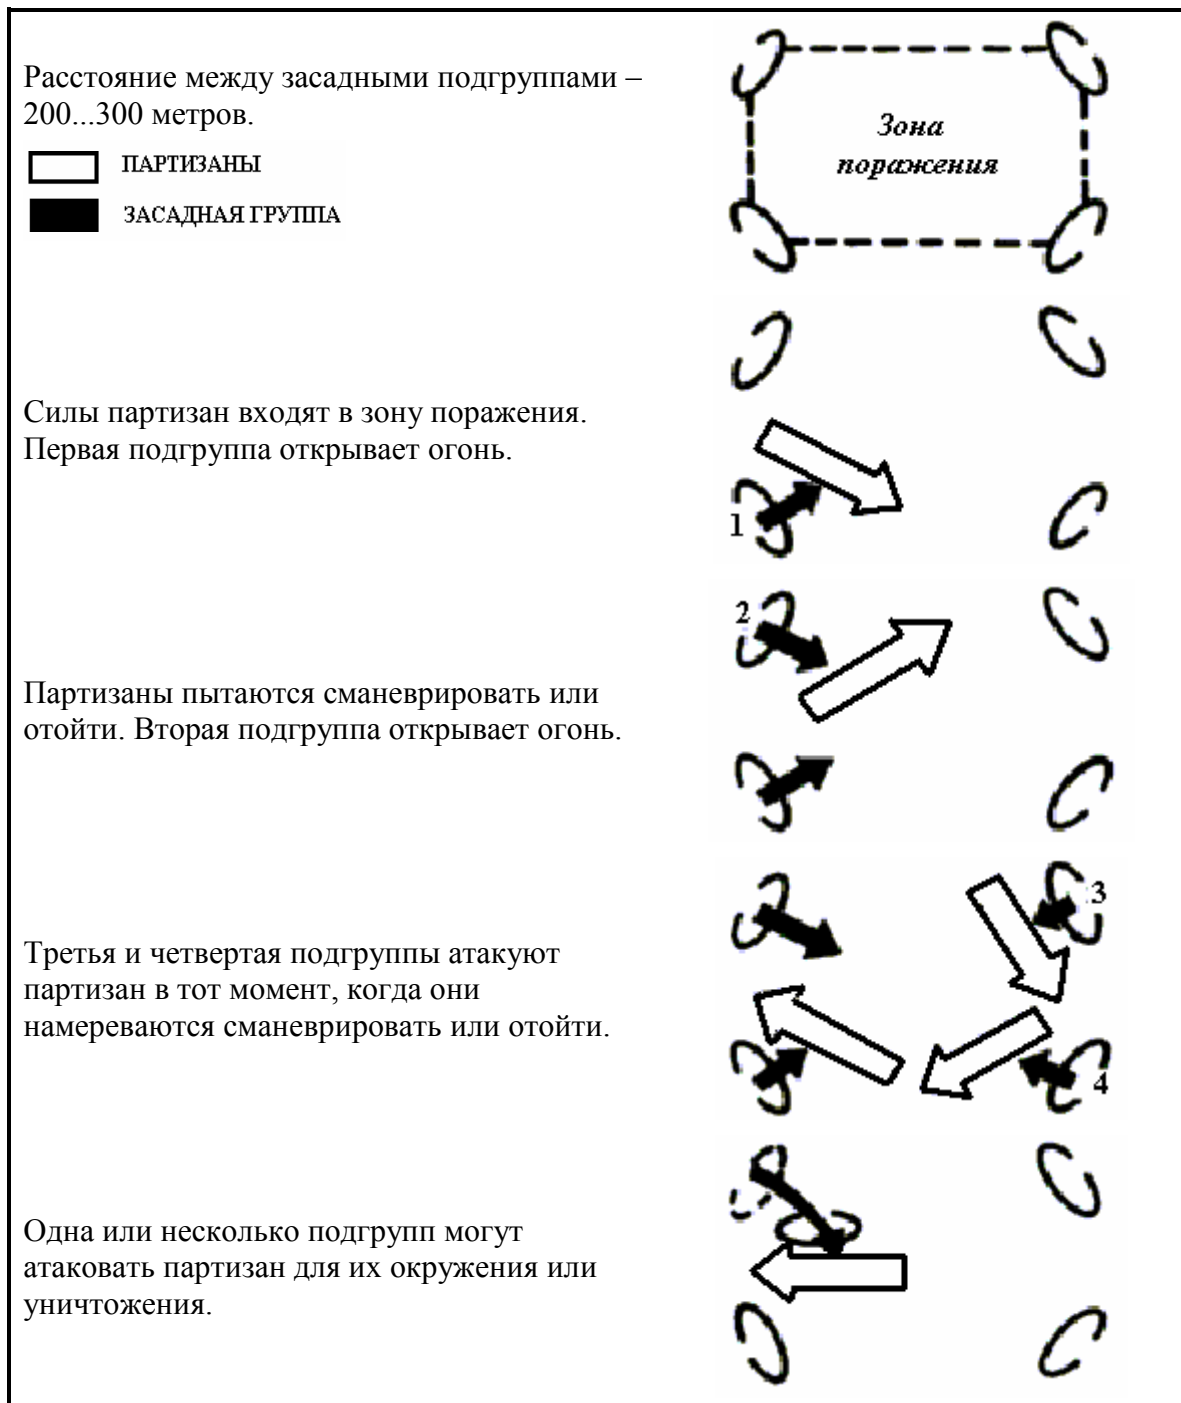 Расстояние между засадными подгруппами –
200...300 метров.
ПАРТИЗАНЫ
ЗАСАДНАЯ ГРУППА
Зона
поражения
Силы партизан входят в зону поражения.
Первая подгруппа открывает огонь.
1
Партизаны пытаются сманеврировать или
отойти. Вторая подгруппа открывает огонь.
2
Третья и четвертая подгруппы атакуют
партизан в тот момент, когда они
намереваются сманеврировать или отойти.
3
4
Одна или несколько подгрупп могут
атаковать партизан для их окружения или
уничтожения.